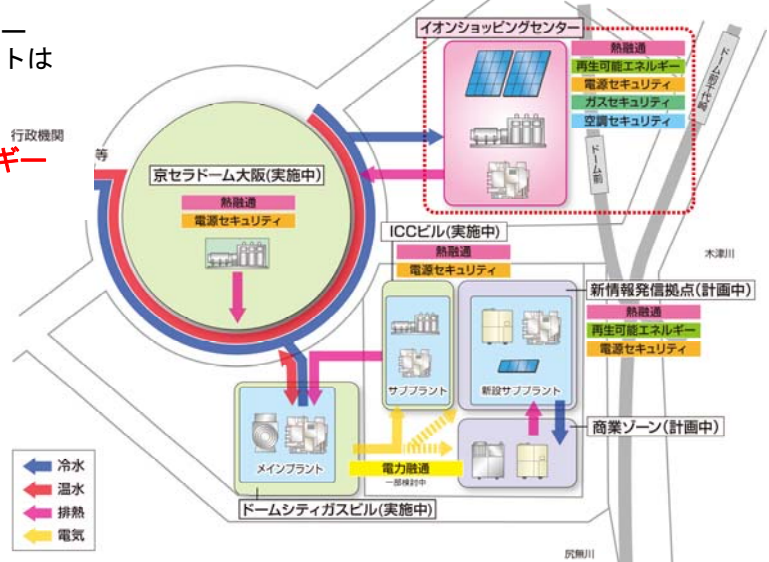 ー
トは
行政機関
等
ギー
イオンショッピングセンター
熱融通
再生可能エネルギー
電源セキュリティ
ガスセキュリティ
空調セキュリティ
ドーム前千代崎
ドーム前
木津川
京セラドーム大阪(実施中)
熱融通
電源セキュリティ
ICCビル(実施中)
熱融通
電源セキュリティ
新情報発信拠点(計画中)
熱融通
再生可能エネルギー
電源セキュリティ
サブプラント
新設サブプラント
商業ゾーン(計画中)
メインプラント
電力融通
一部検討中
ドームシティガスビル(実施中)
冷水
温水
排熱
電気
尻無川